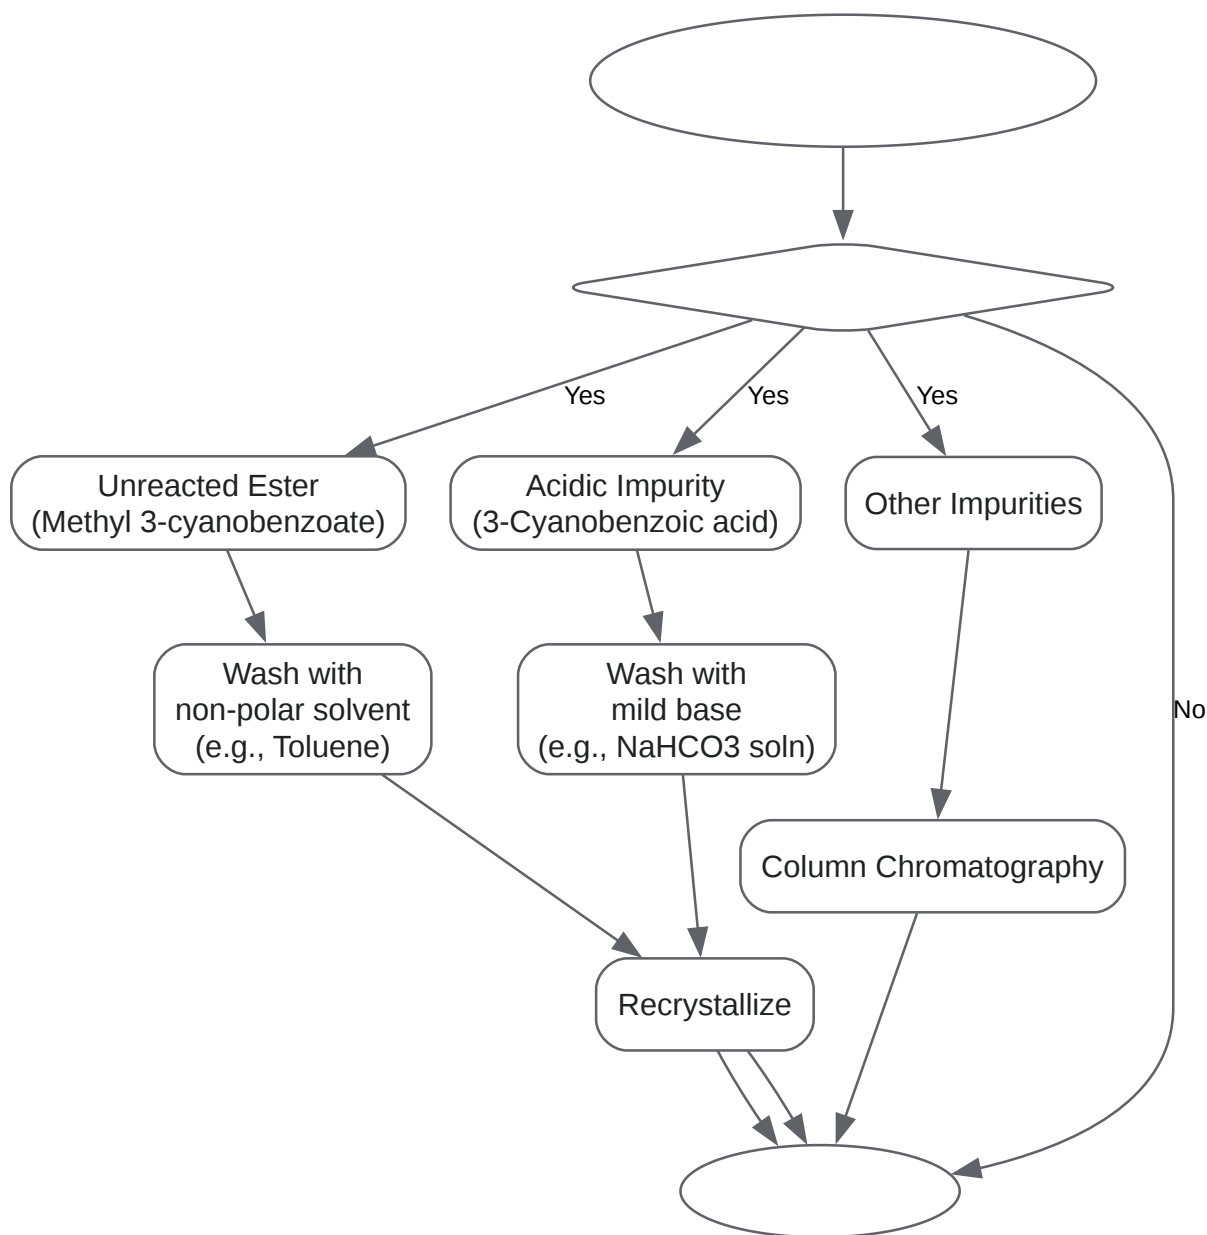 Yes
Yes
Yes
Unreacted Ester
(Methyl 3-cyanobenzoate)
Acidic Impurity
(3-Cyanobenzoic acid)
Other Impurities
Wash with
non-polar solvent
(e.g., Toluene)
Wash with
mild base
(e.g., NaHCO3 soln)
No
Column Chromatography
Recrystallize